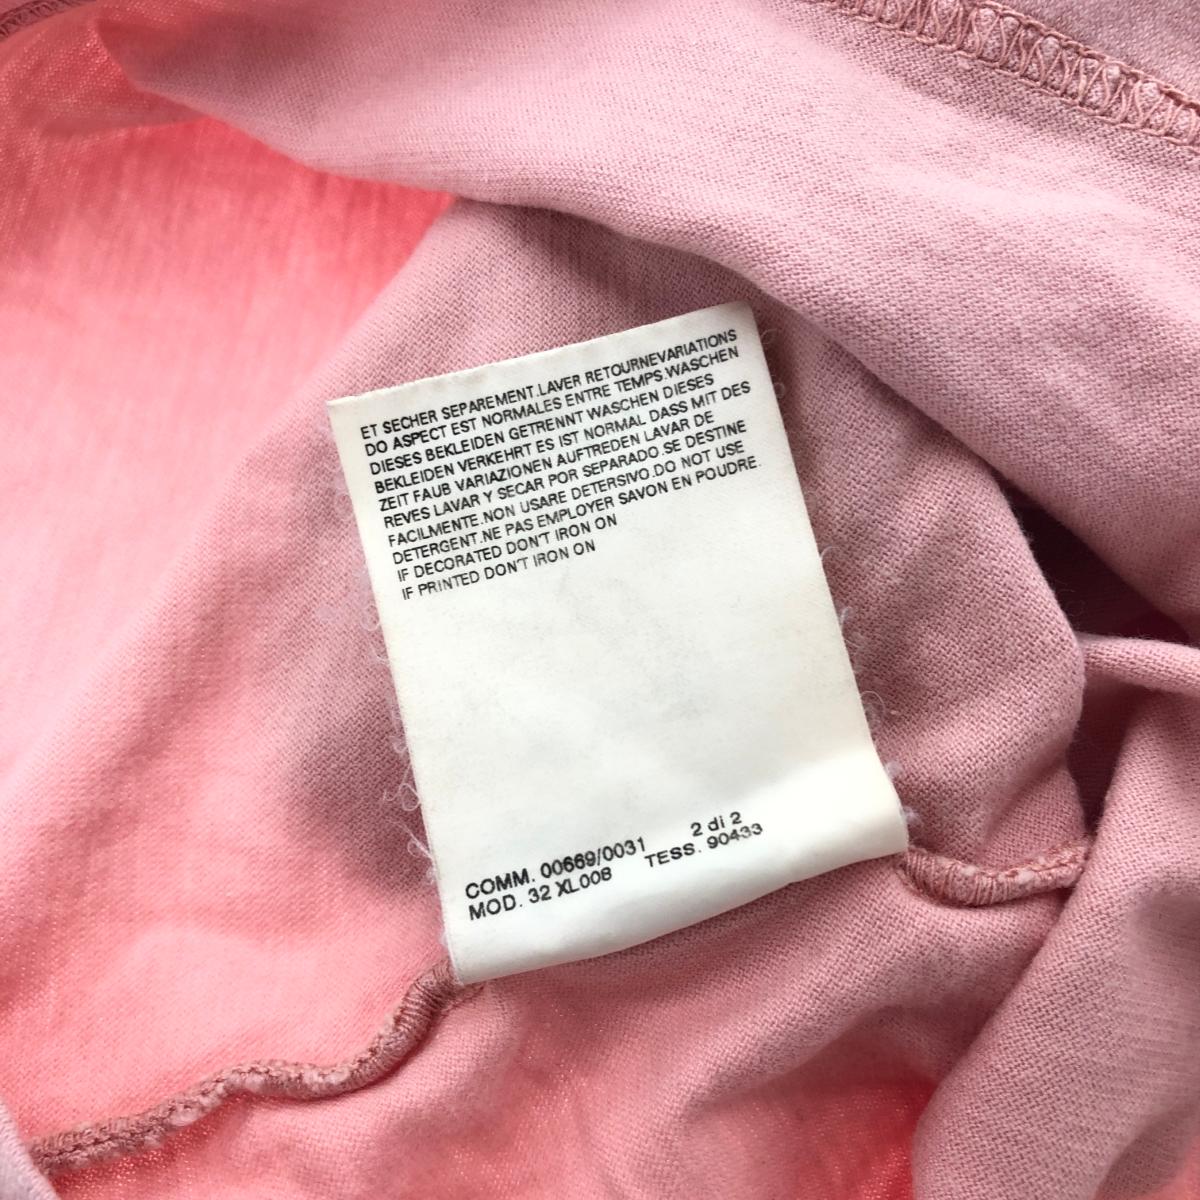 ET SECHER SEPAREMENT.LAVER RETOURNEVARIATIONS
DO ASPECT EST NORMALES ENTRE TEMPS.WASCHEN
DIESES BEKLEIDEN GETRENNT WASCHEN DIESES
BEKLEIDEN VERKEHRT ES IST NORMAL DASS MIT DES
ZEIT FAUB VARIAZIONEN AUFTREDEN LAVAR DE
REVES LAVAR Y SECAR POR SEPARADO.SE DESTINE
FACILMENTE.NON USARE DETERSIVO.DO NOT USE
DETERGENT.NE PAS EMPLOYER SAVON EN POUDRE.
IF DECORATED DON'T IRON ON
IF PRINTED DON'T IRON ON
2 di 2
COMM. 00669/0031 TESS. 90433
MOD. 32 XL008